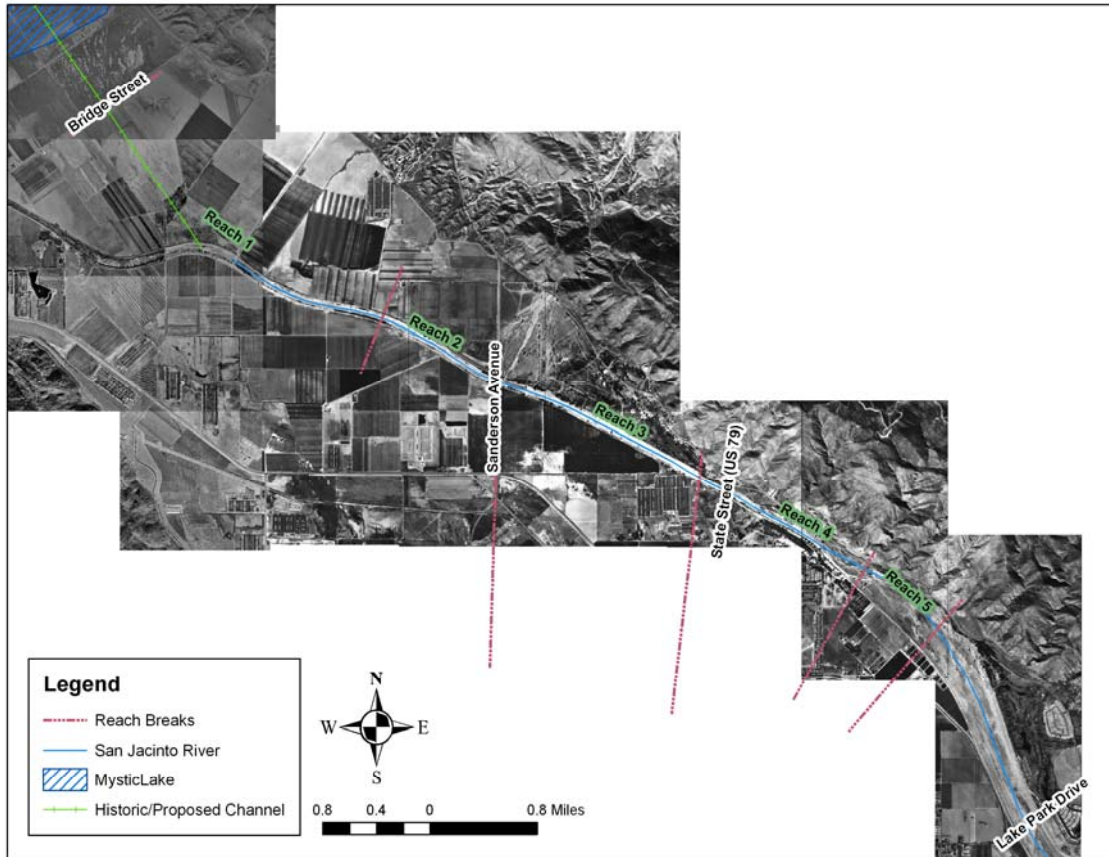 Bridge Street
Reach 1
Reach 2
Sanderson Avenue
Reach 3
State Street (US 79)
Reach 4
Reach 5
Lake Park Drive
Legend
Reach Breaks
San Jacinto River
MysticLake
Historic/Proposed Channel
N
W E
S
0.8 0.4 0 0.8 Miles